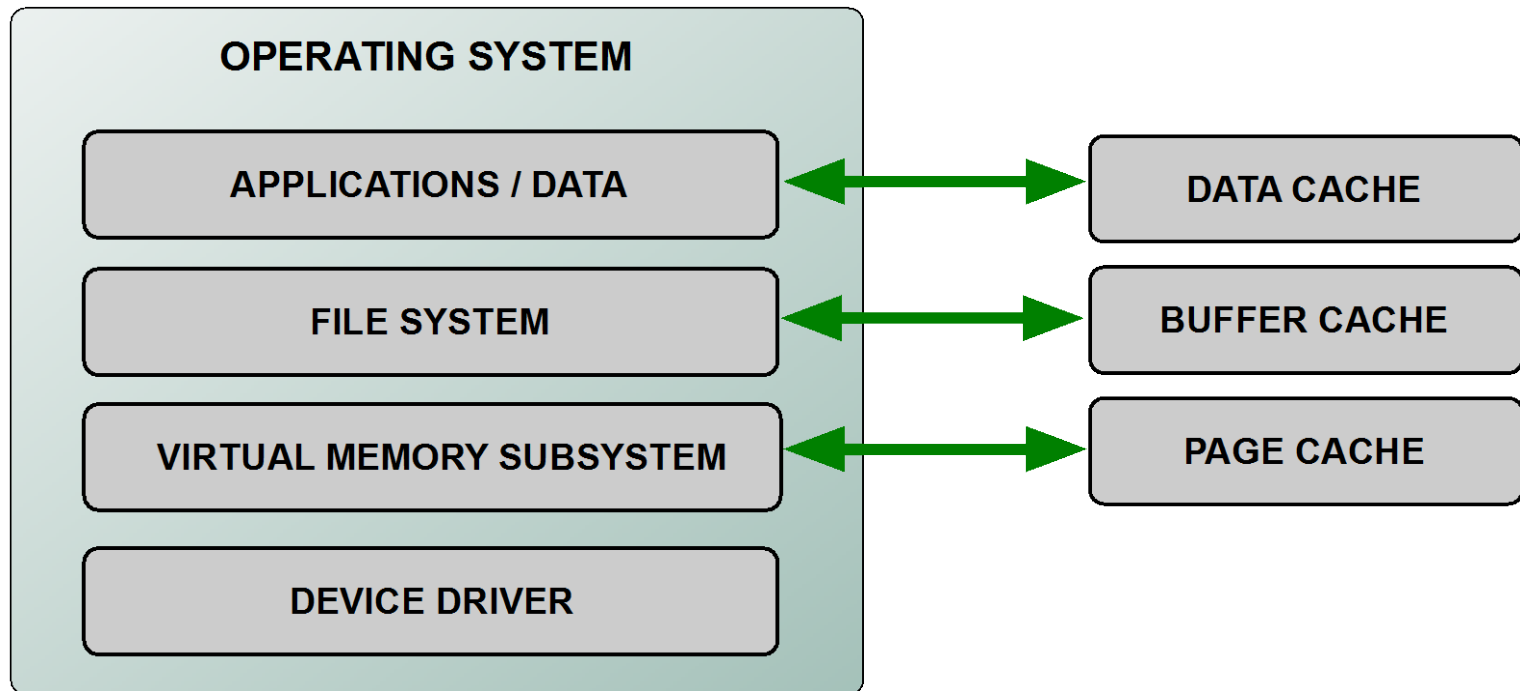 OPERATING SYSTEM
APPLICATIONS / DATA
DATA CACHE
FILE SYSTEM
BUFFER CACHE
VIRTUAL MEMORY SUBSYSTEM
PAGE CACHE
DEVICE DRIVER